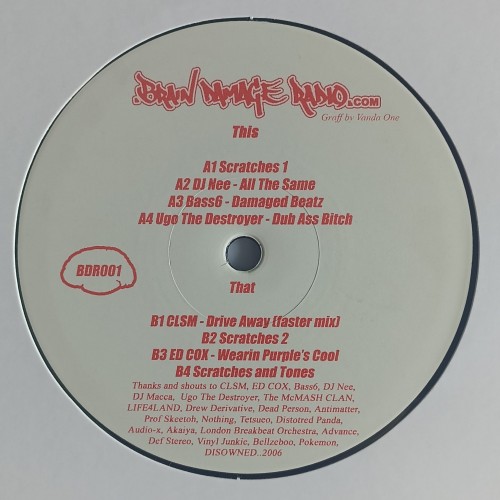 .BRAIN DAMAGE RADIO.COM
Graff by Vanda One
This
A1 Scratches 1
A2 DJ Nee - All The Same
A3 Bass6 - Damaged Beatz
A4 Ugo The Destroyer - Dub Ass Bitch
BDR001
That
B1 CLSM - Drive Away (faster mix)
B2 Scratches 2
B3 ED COX - Wearin Purple's Cool
B4 Scratches and Tones
Thanks and shouts to CLSM, ED COX, Bass6, DJ Nee,
DJ Macca, Ugo The Destroyer, The McMASH CLAN,
LIFE4LAND, Drew Derivative, Dead Person, Antimatter,
Prof Skeetoh, Nothing, Tetsueo, Distotred Panda,
Audio-x, Akaiya, London Breakbeat Orchestra, Advance,
Def Stereo, Vinyl Junkie, Bellzeboo, Pokemon,
DISOWNED..2006